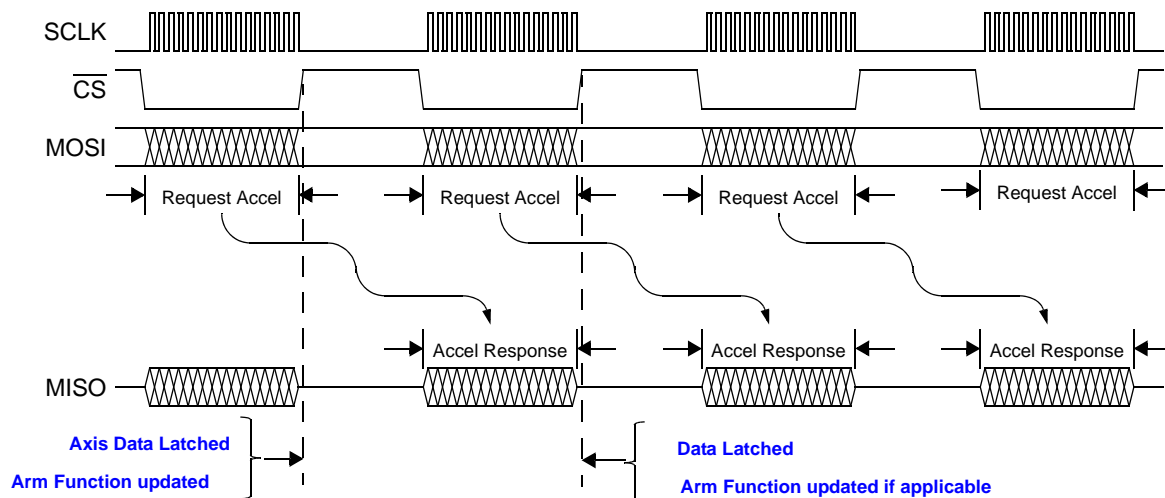 SCLK
CS
MOSI
Request Accel
Request Accel
Request Accel
Request Accel
Accel Response
Accel Response
Accel Response
MISO
Axis Data Latched
Arm Function updated
Data Latched
Arm Function updated if applicable